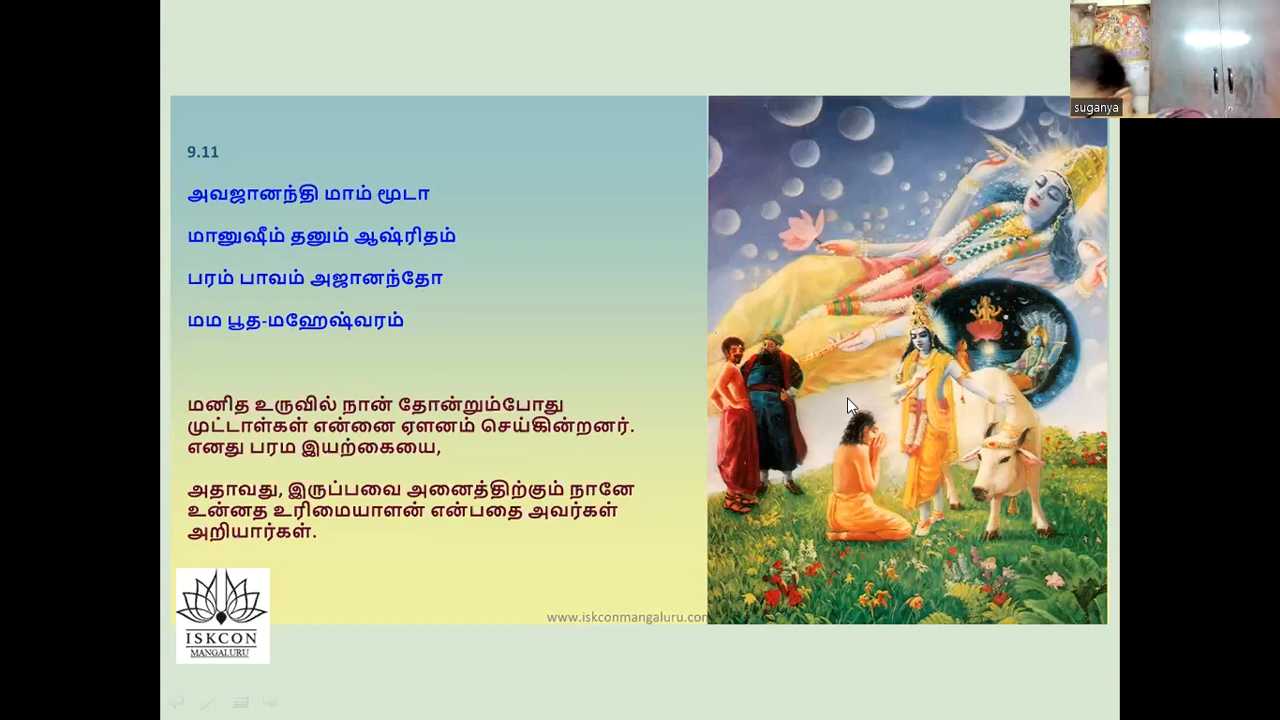 suganya
9.11
அவஜானந்தி மாம் மூடா
மானுஷீம் தனும் ஆஷ்ரிதம்
பரம் பாவம் அஜானந்தோ
மம பூத-மஹேஷ்வரம்
மனித உருவில் நான் தோன்றும்போது
முட்டாள்கள் என்னை ஏளனம் செய்கின்றனர்.
எனது பரம இயற்கையை,
அதாவது, இருப்பவை அனைத்திற்கும் நானே
உன்னத உரிமையாளன் என்பதை அவர்கள்
அறியார்கள்.
www.iskconmangaluru.com
ISKCON
MANGALURU